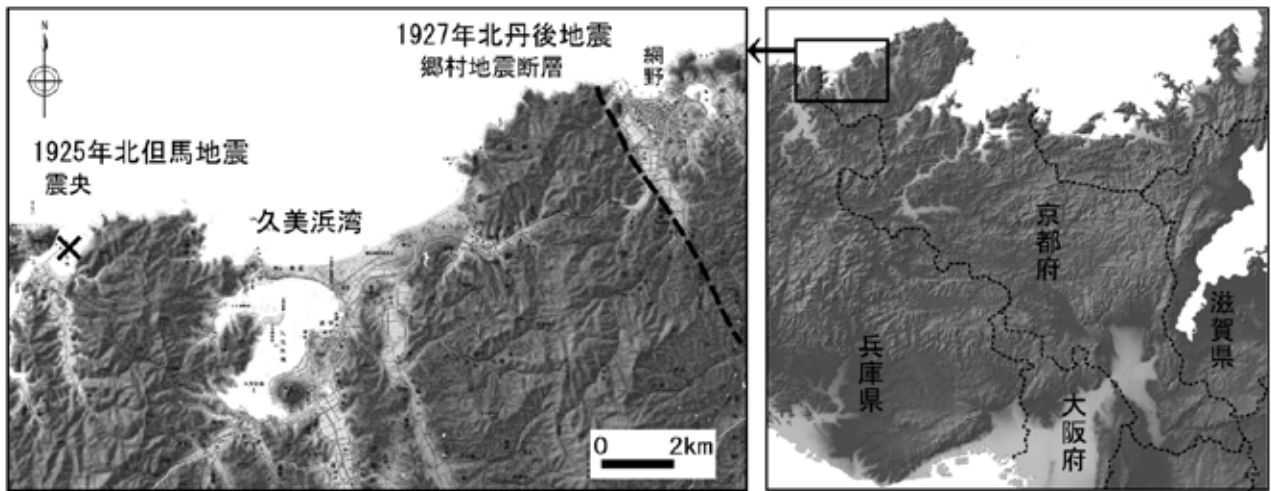 N
1927年北丹後地震
郷村地震断層
網野
1925年北但馬地震
震央
久美浜湾
0 2km
京都府
滋賀県
兵庫県
大阪府